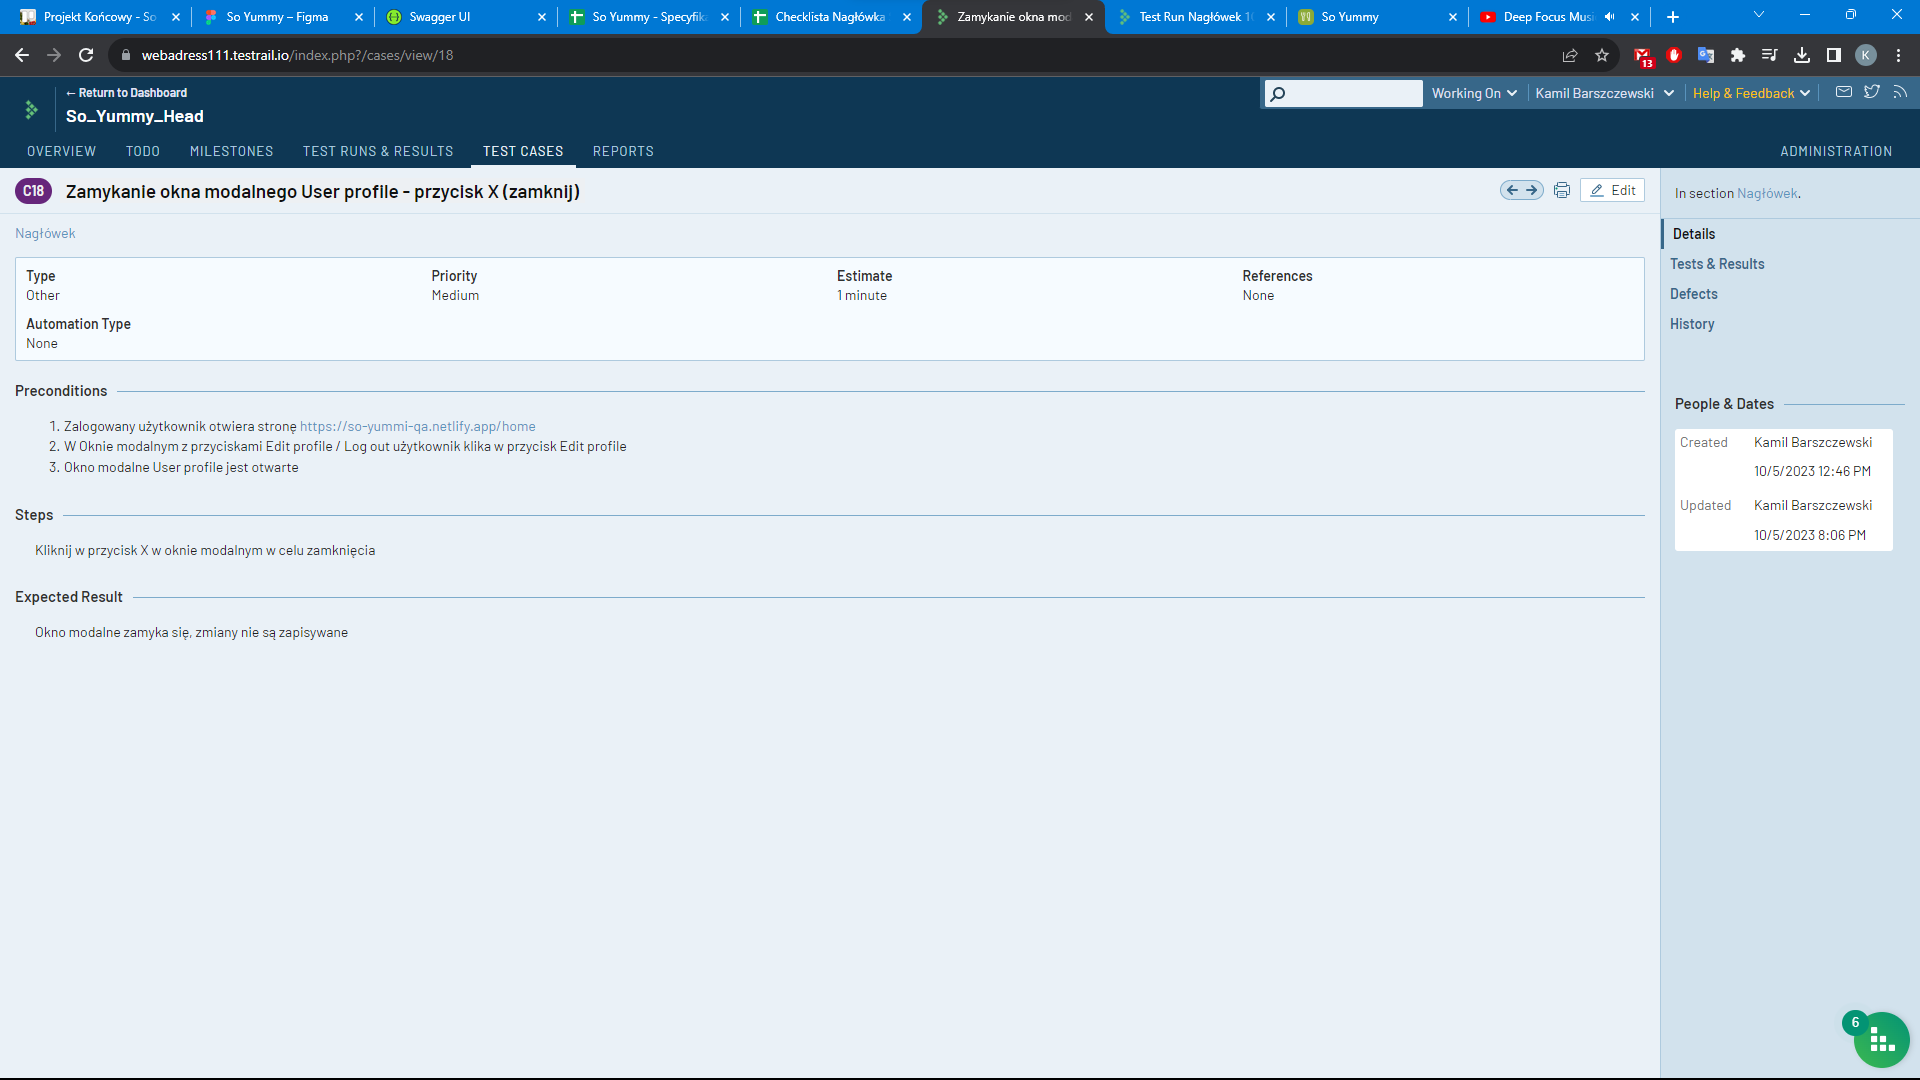 Projekt Końcowy - So
So Yummy – Figma
Swagger UI
So Yummy - Specyfik
Checklista Nagłówka
Zamykanie okna mod
Test Run Nagłówek 1
So Yummy
Deep Focus Musi
webadress111.testrail.io/index.php?/cases/view/18
13
K
← Return to Dashboard
So_Yummy_Head
Working On
Kamil Barszczewski
Help & Feedback
OVERVIEW
TODO
MILESTONES
TEST RUNS & RESULTS
TEST CASES
REPORTS
ADMINISTRATION
C18
Zamykanie okna modalnego User profile - przycisk X (zamknij)
Edit
In section Nagłówek.
Nagłówek
Details
Tests & Results
Defects
History
Type
Other
Priority
Medium
Estimate
1 minute
References
None
Automation Type
None
Preconditions
1. Zalogowany użytkownik otwiera stronę https://so-yummi-qa.netlify.app/home
2. W Oknie modalnym z przyciskami Edit profile / Log out użytkownik klika w przycisk Edit profile
3. Okno modalne User profile jest otwarte
Steps
Kliknij w przycisk X w oknie modalnym w celu zamknięcia
Expected Result
Okno modalne zamyka się, zmiany nie są zapisywane
People & Dates
Created
Kamil Barszczewski
10/5/2023 12:46 PM
Updated
Kamil Barszczewski
10/5/2023 8:06 PM
6